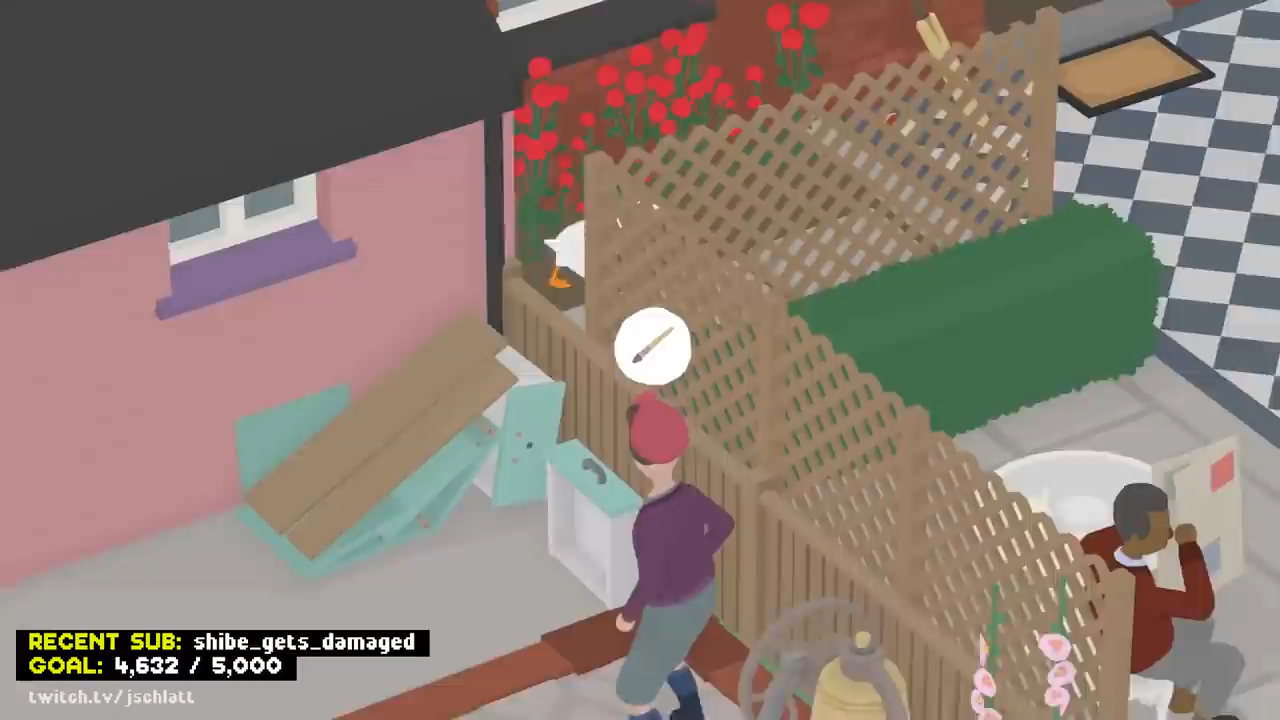 RECENT SUB: shibe_gets_damaged
GOAL: 4,632 / 5,000
twitch.tv/jschlatt